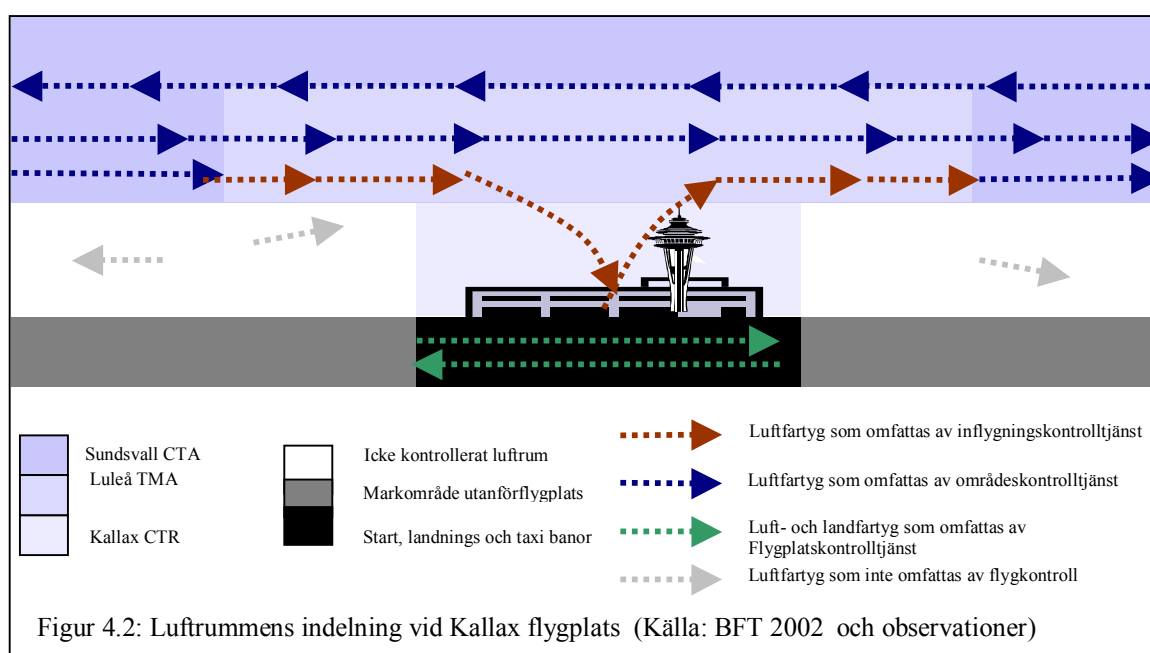 Sundsvall CTA
Luleå TMA
Kallax CTR
Icke kontrollerat luftrum
Markområde utanförflygplats
Start, landnings och taxi banor
Luftfartyg som omfattas av inflygningskontrolltjänst
Luftfartyg som omfattas av områdeskontrolltjänst
Luft- och landfartyg som omfattas av
Flygplatskontrolltjänst
Luftfartyg som inte omfattas av flygkontroll
Figur 4.2: Luftrummens indelning vid Kallax flygplats (Källa: BFT 2002 och observationer)